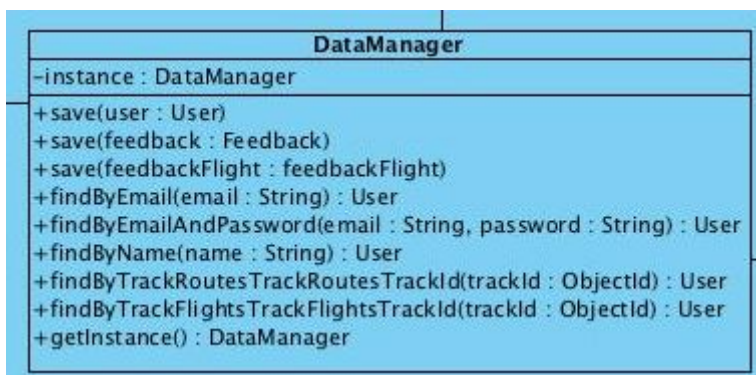 DataManager
-instance : DataManager
+save(user : User)
+save(feedback : Feedback)
+save(feedbackFlight : feedbackFlight)
+findByEmail(email : String) : User
+findByEmailAndPassword(email : String, password : String) : User
+findByName(name : String) : User
+findByTrackRoutesTrackRoutesTrackId(trackId : ObjectId) : User
+findByTrackFlightsTrackFlightsTrackId(trackId : ObjectId) : User
+getInstance() : DataManager